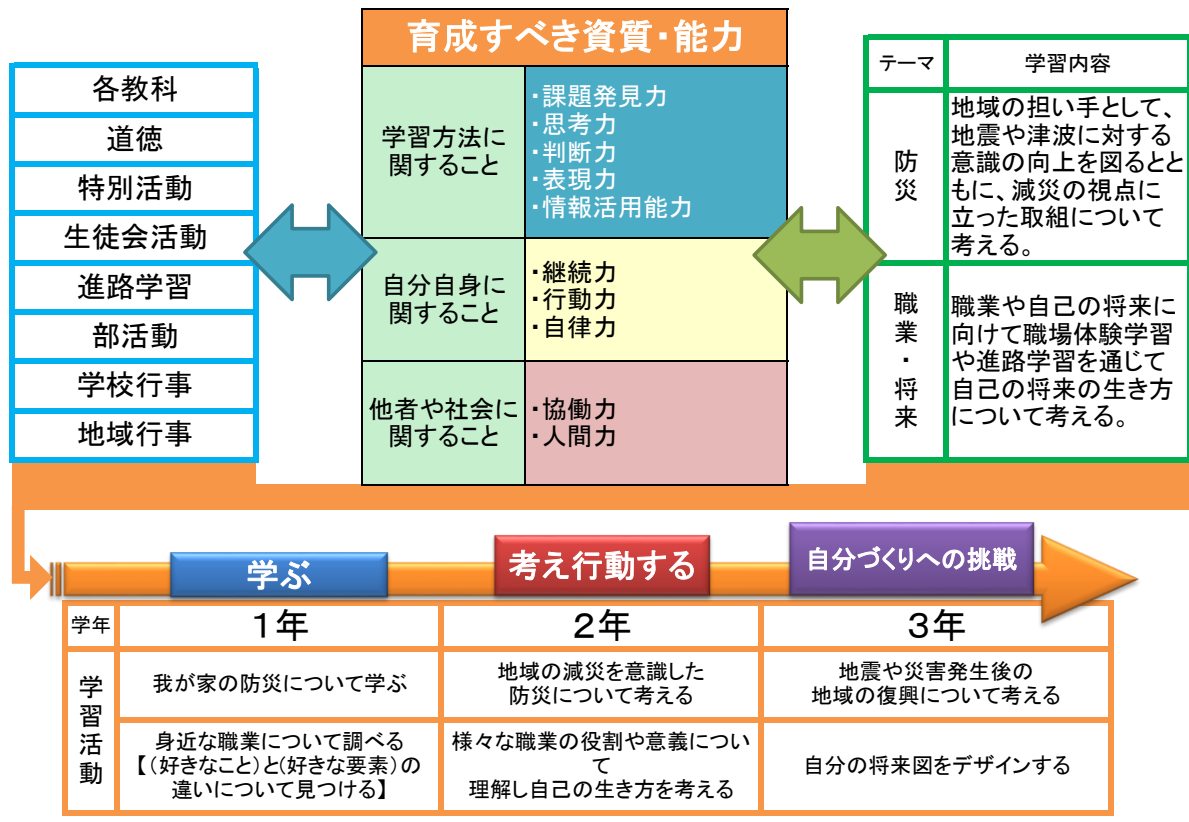 育成すべき資質・能力
各教科
道徳
特別活動
生徒会活動
進路学習
部活動
学校行事
地域行事
学習方法に
関すること
・課題発見力
・思考力
・判断力
・表現力
・情報活用能力
自分自身に
関すること
・継続力
・行動力
・自律力
他者や社会に
関すること
・協働力
・人間力
テーマ
学習内容
防災
地域の担い手として、
地震や津波に対する
意識の向上を図るとと
もに、減災の視点に
立った取組について
考える。
職業・将来
職業や自己の将来に
向けて職場体験学習
や進路学習を通じて
自己の将来の生き方
について考える。
学ぶ
考え行動する
自分づくりへの挑戦
学年
1年
2年
3年
学習活動
我が家の防災について学ぶ
地域の減災を意識した
防災について考える
地震や災害発生後の
地域の復興について考える
身近な職業について調べる
【(好きなこと)と(好きな要素)の
違いについて見つける】
様々な職業の役割や意義につい
て
理解し自己の生き方を考える
自分の将来図をデザインする